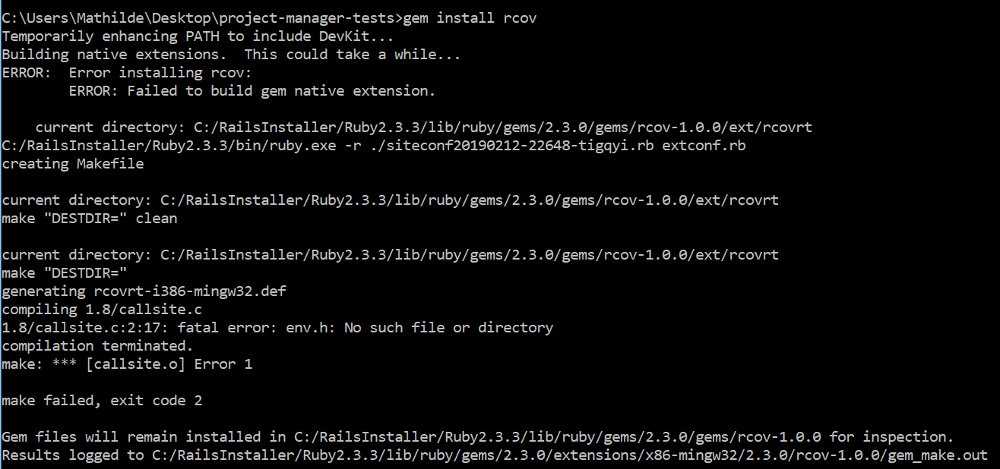 C:\Users\Mathilde\Desktop\project-manager-tests>gem install rcov
Temporarily enhancing PATH to include DevKit...
Building native extensions.  This could take a while...
ERROR:  Error installing rcov:
        ERROR: Failed to build gem native extension.

    current directory: C:/RailsInstaller/Ruby2.3.3/lib/ruby/gems/2.3.0/gems/rcov-1.0.0/ext/rcovrt
C:/RailsInstaller/Ruby2.3.3/bin/ruby.exe -r ./siteconf20190212-22648-tigqyi.rb extconf.rb
creating Makefile

current directory: C:/RailsInstaller/Ruby2.3.3/lib/ruby/gems/2.3.0/gems/rcov-1.0.0/ext/rcovrt
make "DESTDIR=" clean

current directory: C:/RailsInstaller/Ruby2.3.3/lib/ruby/gems/2.3.0/gems/rcov-1.0.0/ext/rcovrt
make "DESTDIR="
generating rcovrt-i386-mingw32.def
compiling 1.8/callsite.c
1.8/callsite.c:2:17: fatal error: env.h: No such file or directory
compilation terminated.
make: *** [callsite.o] Error 1

make failed, exit code 2

Gem files will remain installed in C:/RailsInstaller/Ruby2.3.3/lib/ruby/gems/2.3.0/gems/rcov-1.0.0 for inspection.
Results logged to C:/RailsInstaller/Ruby2.3.3/lib/ruby/gems/2.3.0/extensions/x86-mingw32/2.3.0/rcov-1.0.0/gem_make.out